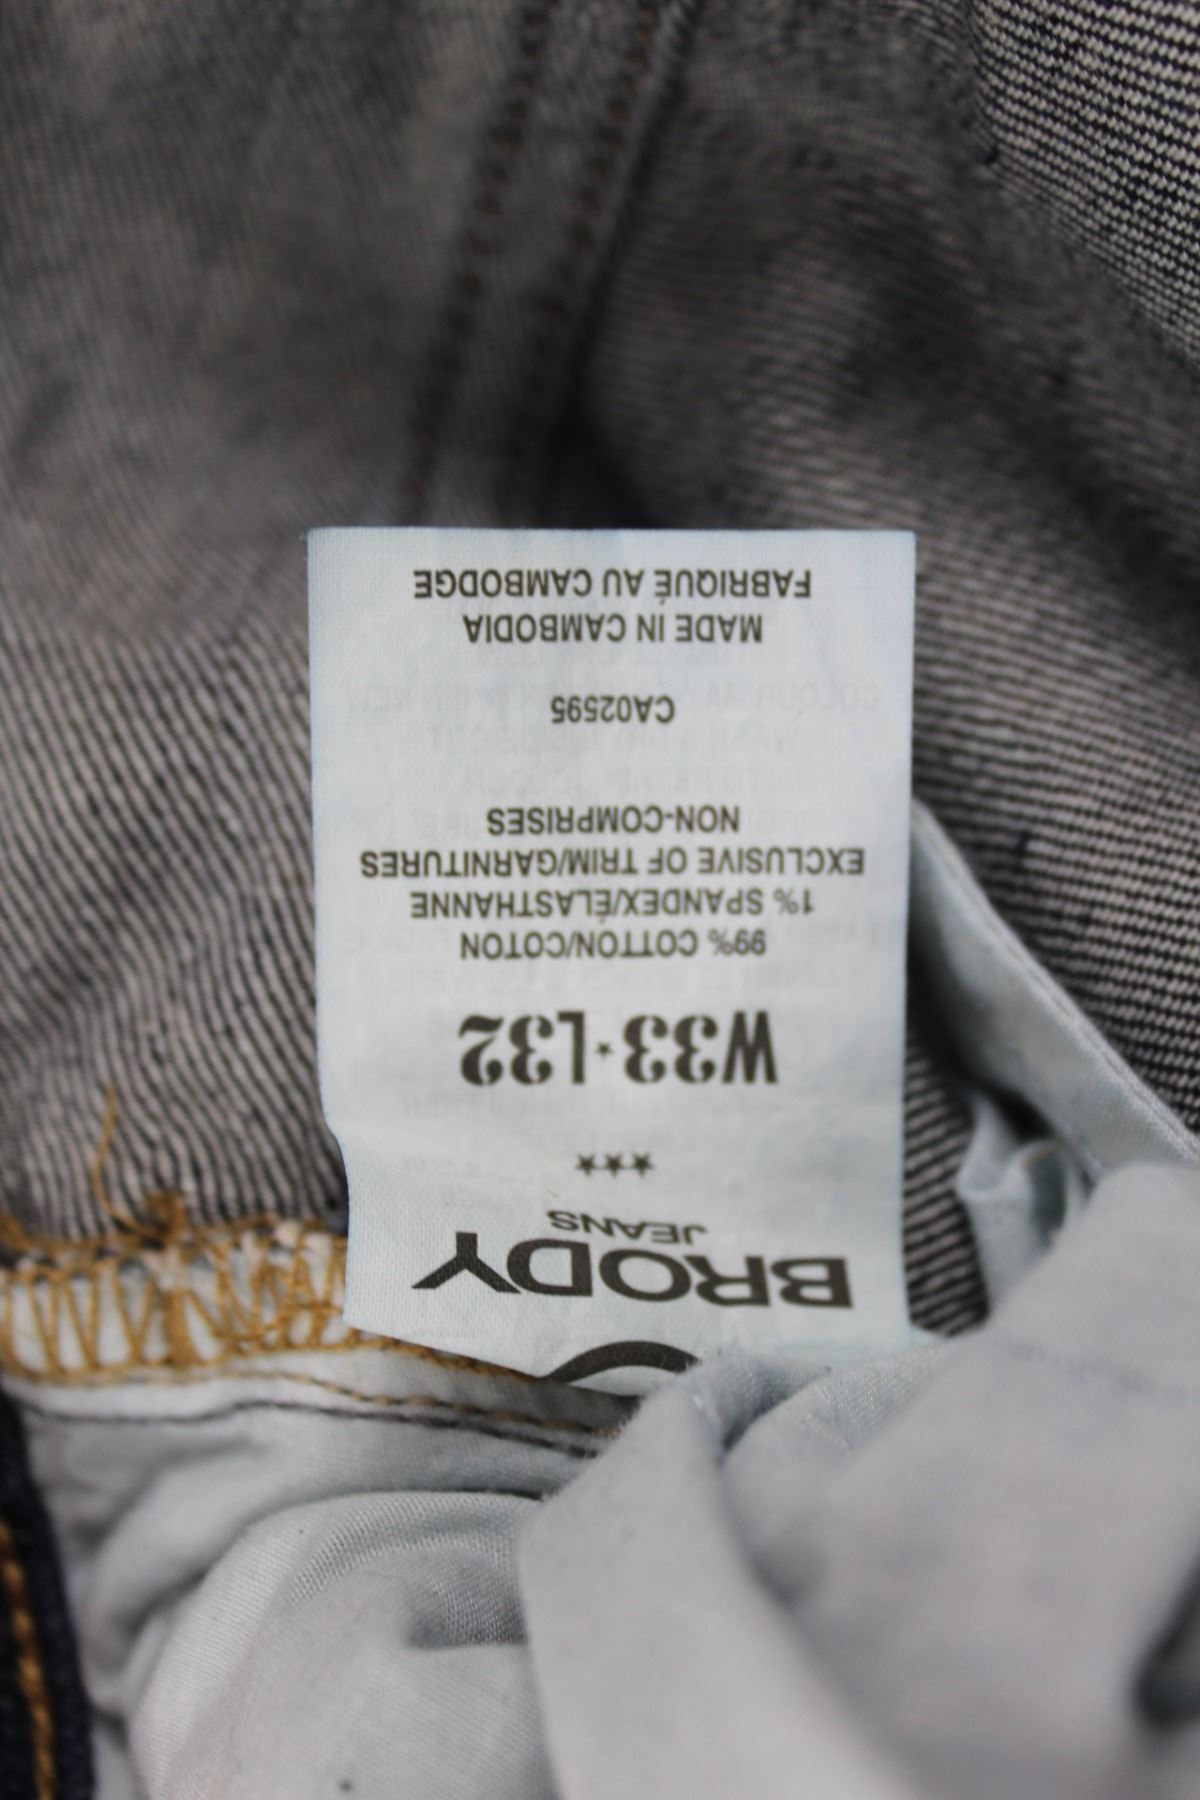 BRODY
JEANS
W33★L32
99% COTTON/COTON
1% SPANDEX/ÉLASTHANNE
EXCLUSIVE OF TRIM/GARNITURES
NON-COMPRISES
CA02595
MADE IN CAMBODIA
FABRIQUÉ AU CAMBODGE